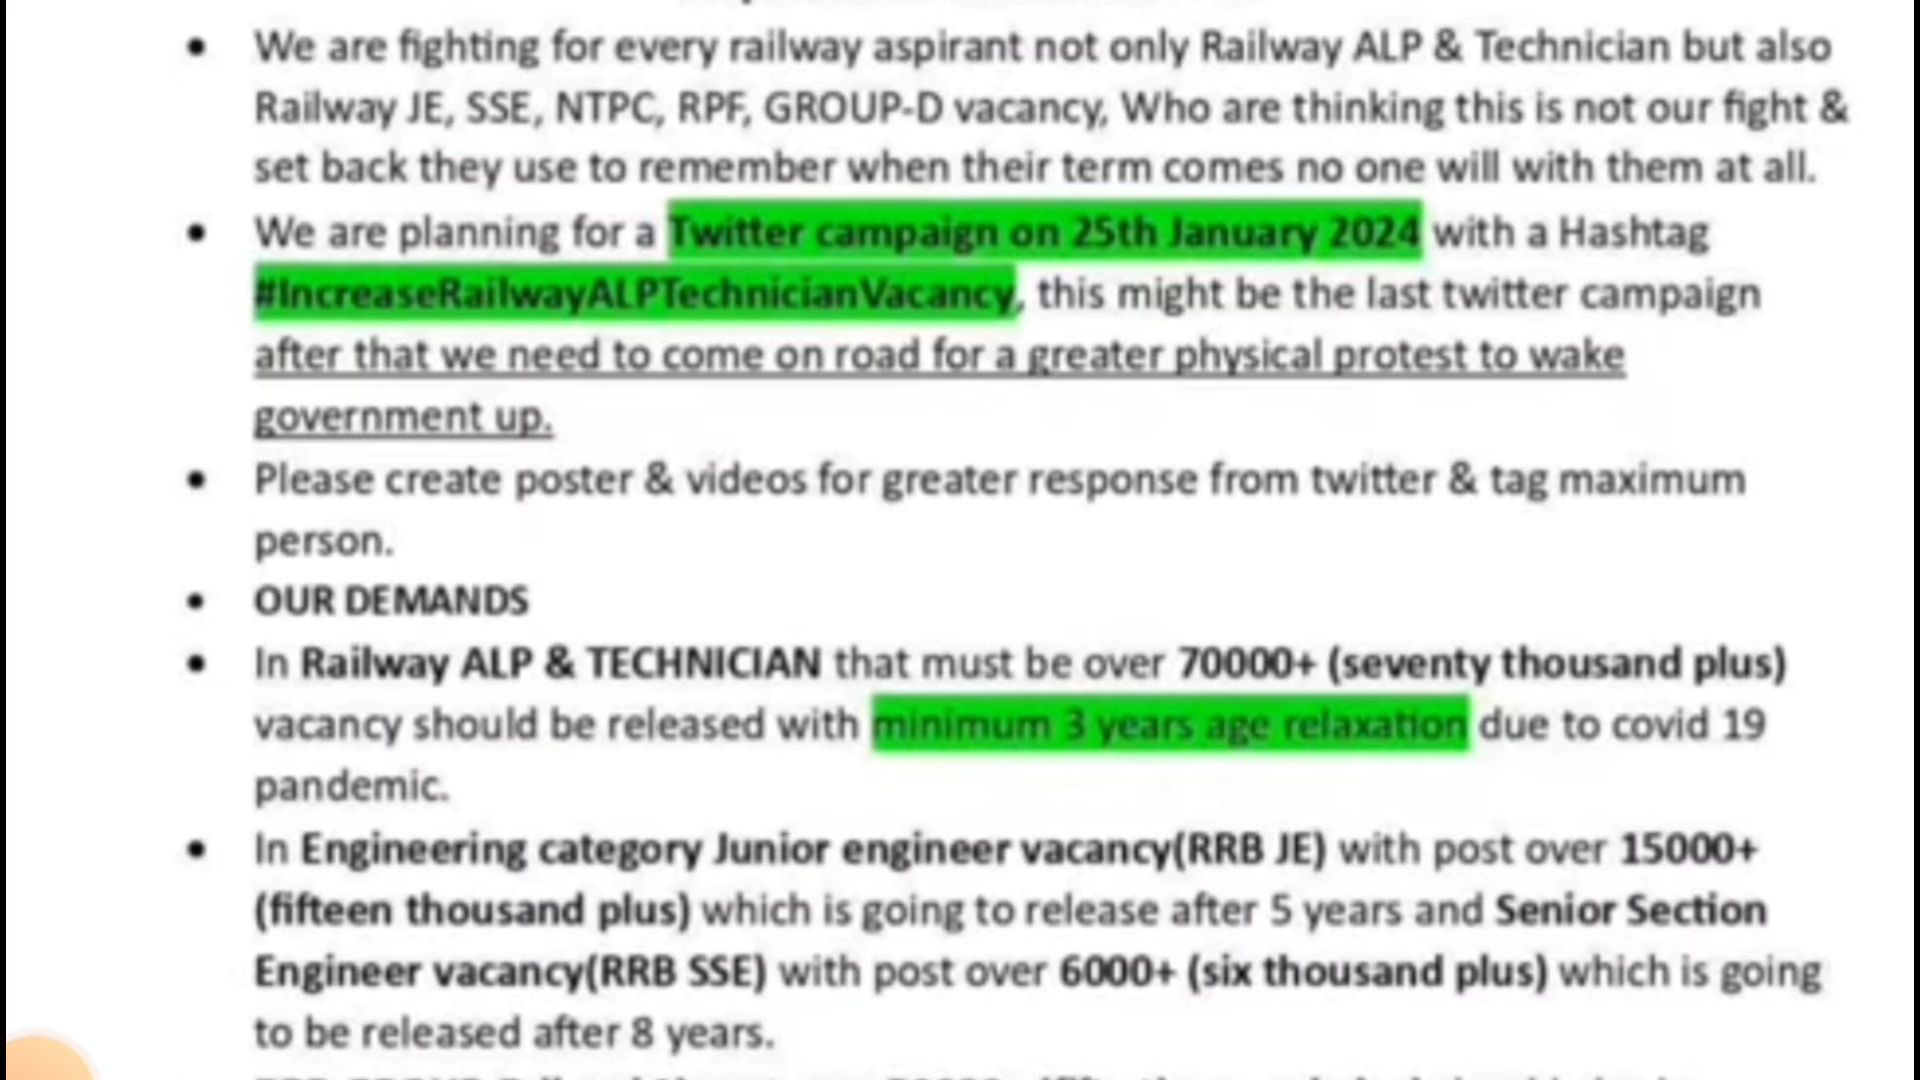 We are fighting for every railway aspirant not only Railway ALP & Technician but also
Railway JE, SSE, NTPC, RPF, GROUP-D vacancy, Who are thinking this is not our fight &
set back they use to remember when their term comes no one will with them at all.
We are planning for a Twitter campaign on 25th January 2024 with a Hashtag
#IncreaseRailwayALPTechnicianVacancy, this might be the last twitter campaign
after that we need to come on road for a greater physical protest to wake
government up.
Please create poster & videos for greater response from twitter & tag maximum
person.
OUR DEMANDS
In Railway ALP & TECHNICIAN that must be over 70000+ (seventy thousand plus)
vacancy should be released with minimum 3 years age relaxation due to covid 19
pandemic.
In Engineering category Junior engineer vacancy(RRB JE) with post over 15000+
(fifteen thousand plus) which is going to release after 5 years and Senior Section
Engineer vacancy(RRB SSE) with post over 6000+ (six thousand plus) which is going
to be released after 8 years.